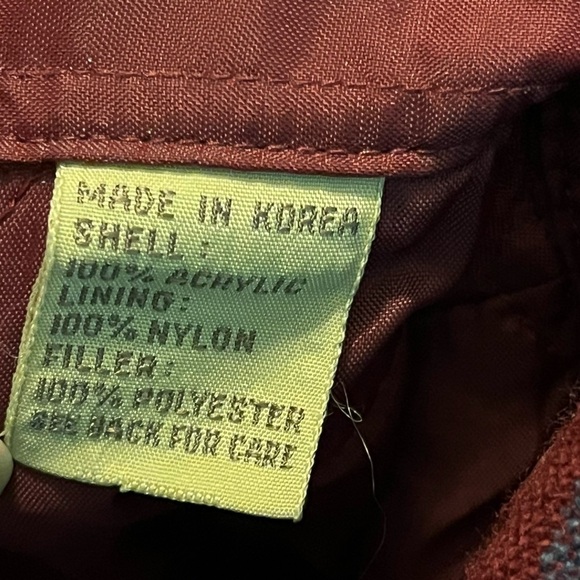 MADE IN KOREA
SHELL :
100% ACRYLIC
LINING :
100% NYLON
FILLER :
100% POLYESTER
SEE BACK FOR CARE